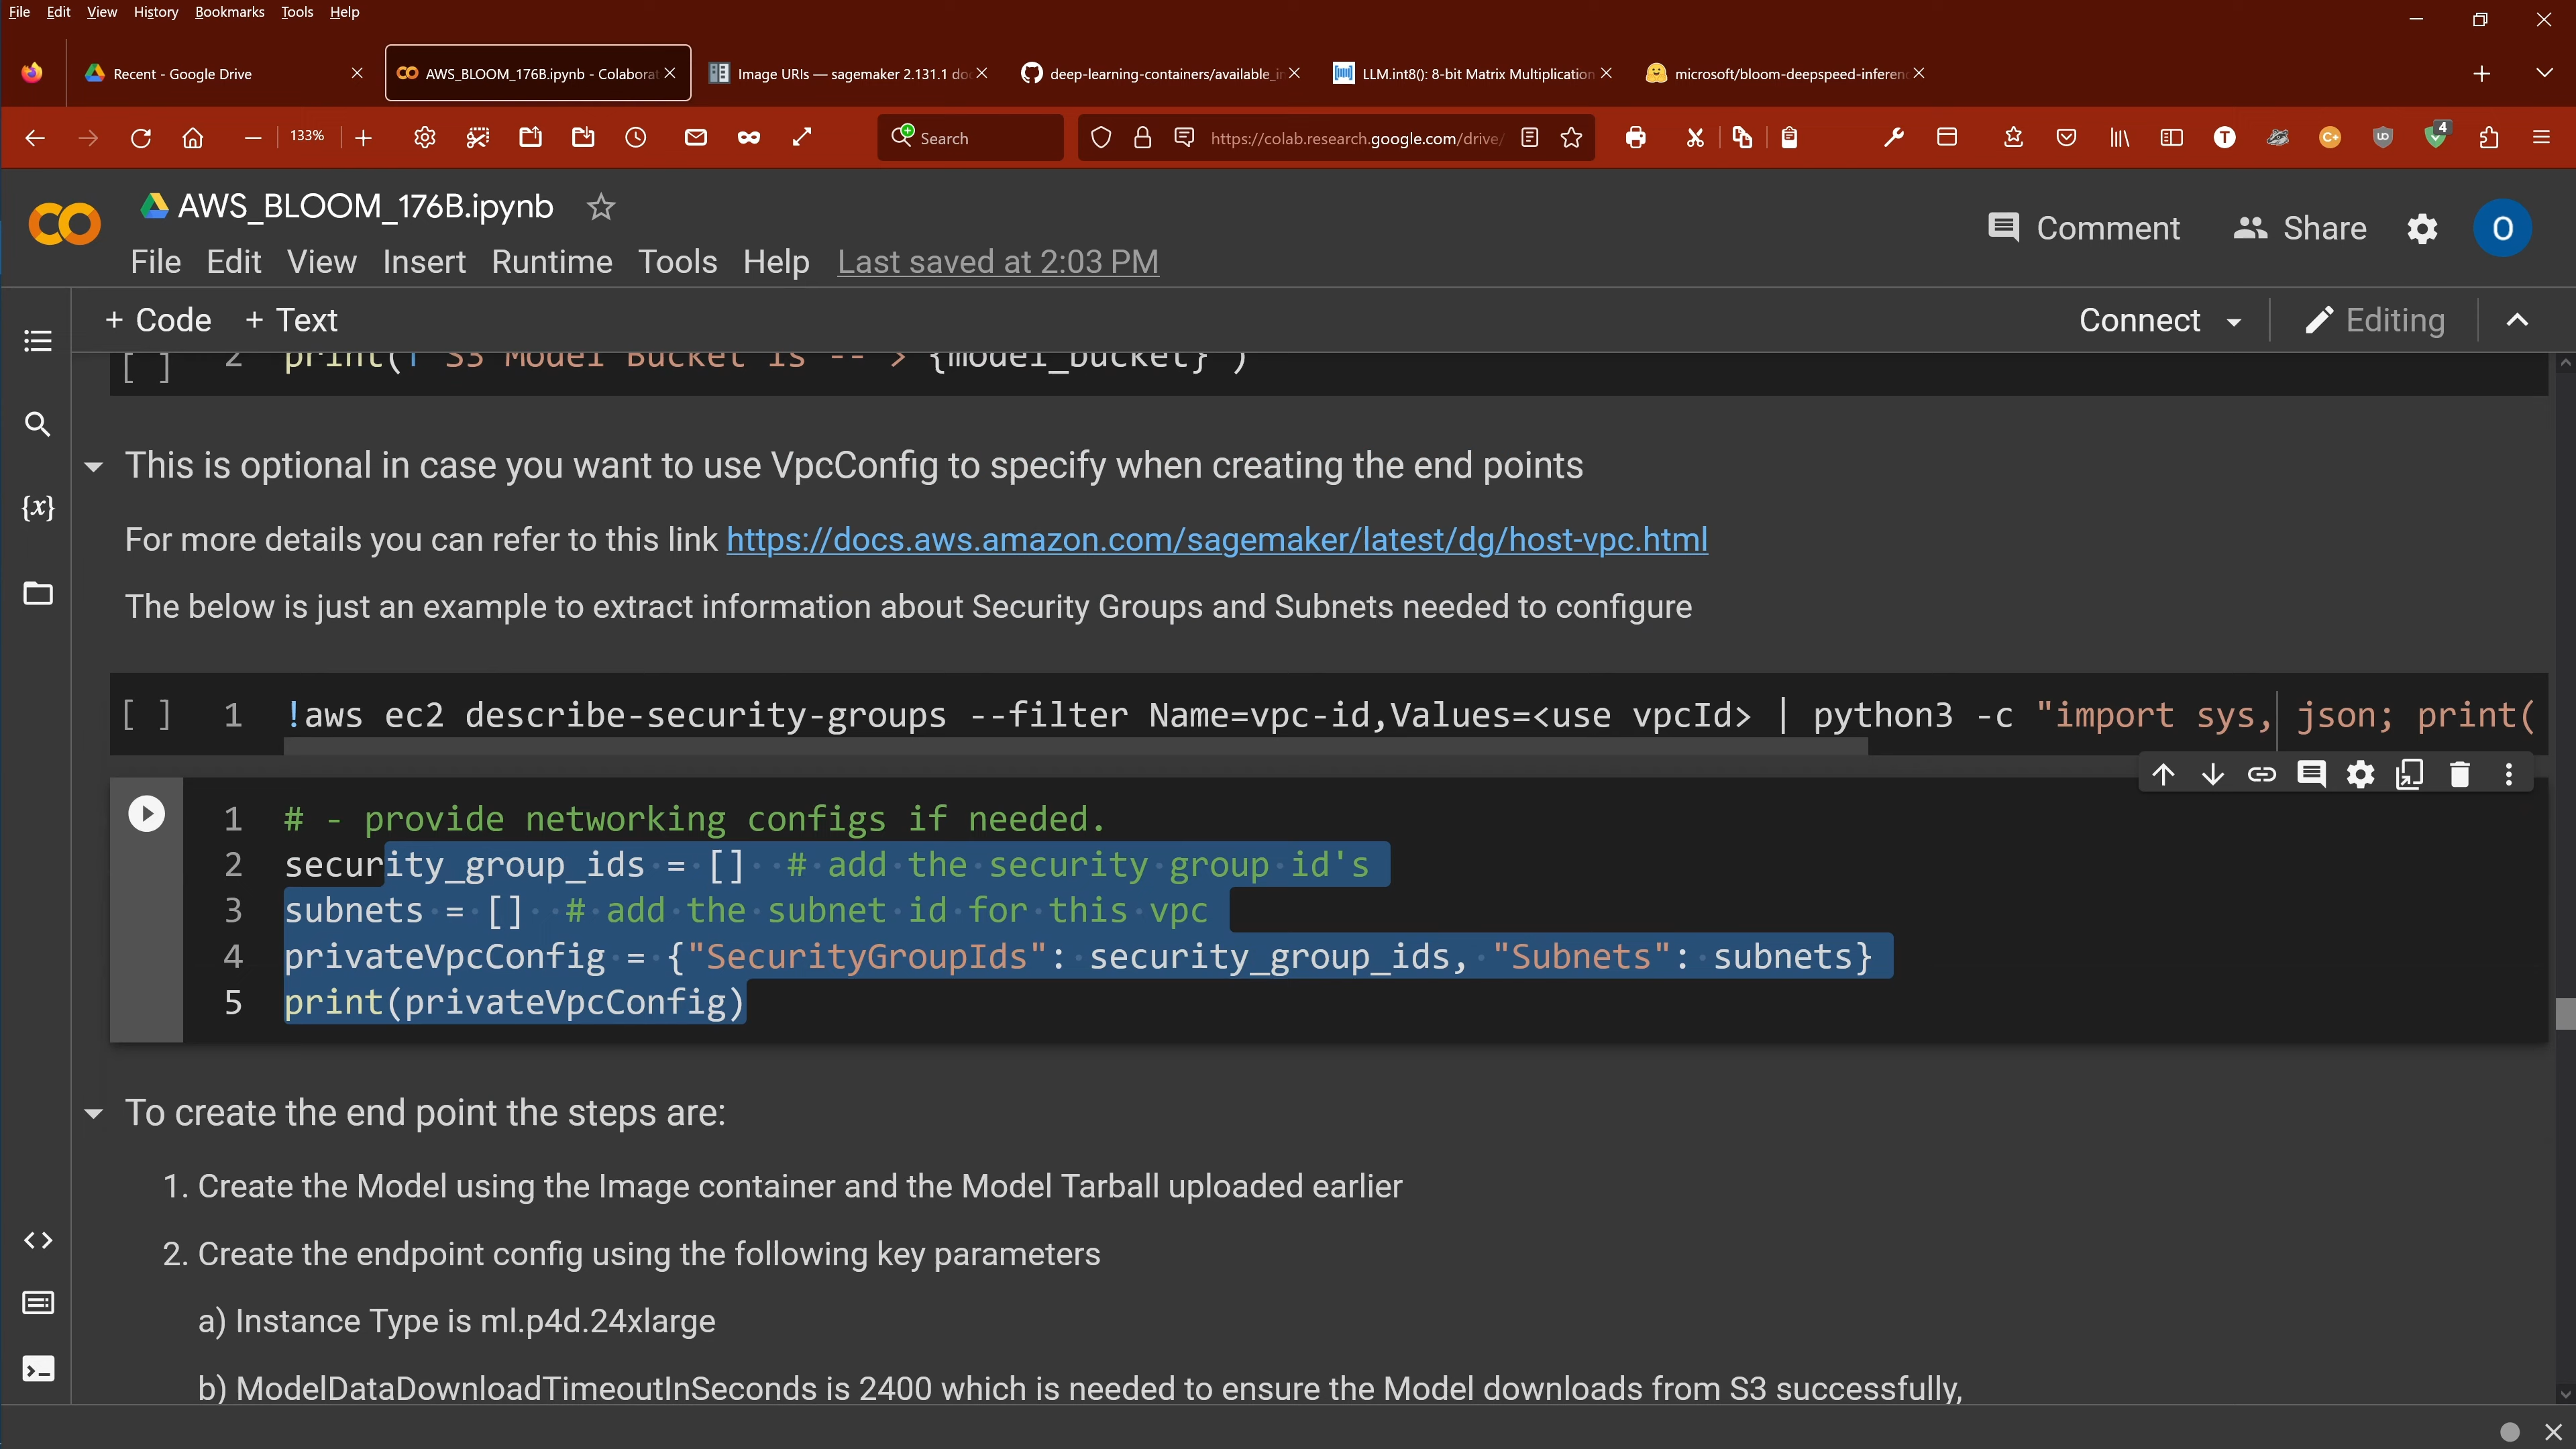 File Edit View History Bookmarks Tools Help
Recent - Google Drive
AWS_BLOOM_176B.ipynb - Colaborat
Image URIs — sagemaker 2.131.1 do
deep-learning-containers/available_i
LLM.int8(): 8-bit Matrix Multiplication
microsoft/bloom-deepspeed-inferen
133%
Search
https://colab.research.google.com/drive/
4
AWS_BLOOM_176B.ipynb
Comment
Share
O
File Edit View Insert Runtime Tools Help Last saved at 2:03 PM
+ Code + Text
Connect
Editing
[ ] 2 print(f'S3 Model Bucket is -- > {model_bucket}')
This is optional in case you want to use VpcConfig to specify when creating the end points
For more details you can refer to this link https://docs.aws.amazon.com/sagemaker/latest/dg/host-vpc.html
The below is just an example to extract information about Security Groups and Subnets needed to configure
[ ] 1 !aws ec2 describe-security-groups --filter Name=vpc-id,Values=<use vpcId> | python3 -c "import sys, json; print(
1 # - provide networking configs if needed.
2 security_group_ids = []  # add the security group id's
3 subnets = []  # add the subnet id for this vpc
4 privateVpcConfig = {"SecurityGroupIds": security_group_ids, "Subnets": subnets}
5 print(privateVpcConfig)
To create the end point the steps are:
1. Create the Model using the Image container and the Model Tarball uploaded earlier
2. Create the endpoint config using the following key parameters
a) Instance Type is ml.p4d.24xlarge
b) ModelDataDownloadTimeoutInSeconds is 2400 which is needed to ensure the Model downloads from S3 successfully,